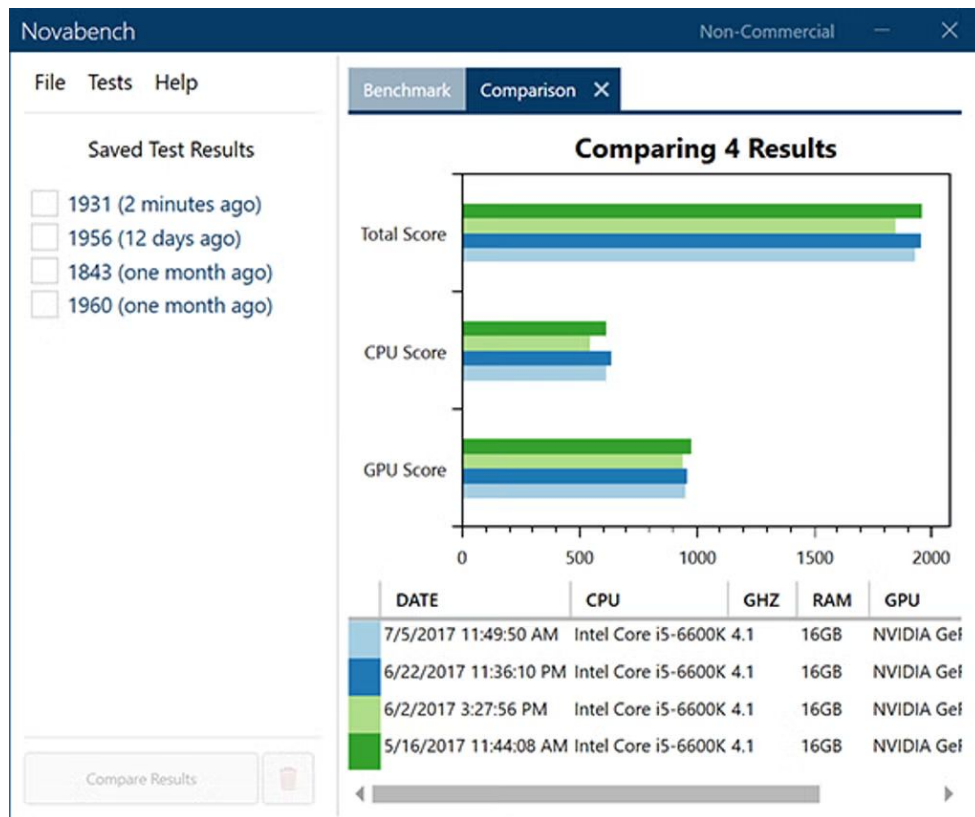 Novabench
Non-Commercial
File Tests Help
Saved Test Results
1931 (2 minutes ago)
1956 (12 days ago)
1843 (one month ago)
1960 (one month ago)
Compare Results
Benchmark Comparison
Comparing 4 Results
Total Score
CPU Score
GPU Score
0 500 1000 1500 2000
DATE CPU GHZ RAM GPU
7/5/2017 11:49:50 AM Intel Core i5-6600K 4.1 16GB NVIDIA GeF
6/22/2017 11:36:10 PM Intel Core i5-6600K 4.1 16GB NVIDIA GeF
6/2/2017 3:27:56 PM Intel Core i5-6600K 4.1 16GB NVIDIA GeF
5/16/2017 11:44:08 AM Intel Core i5-6600K 4.1 16GB NVIDIA GeF